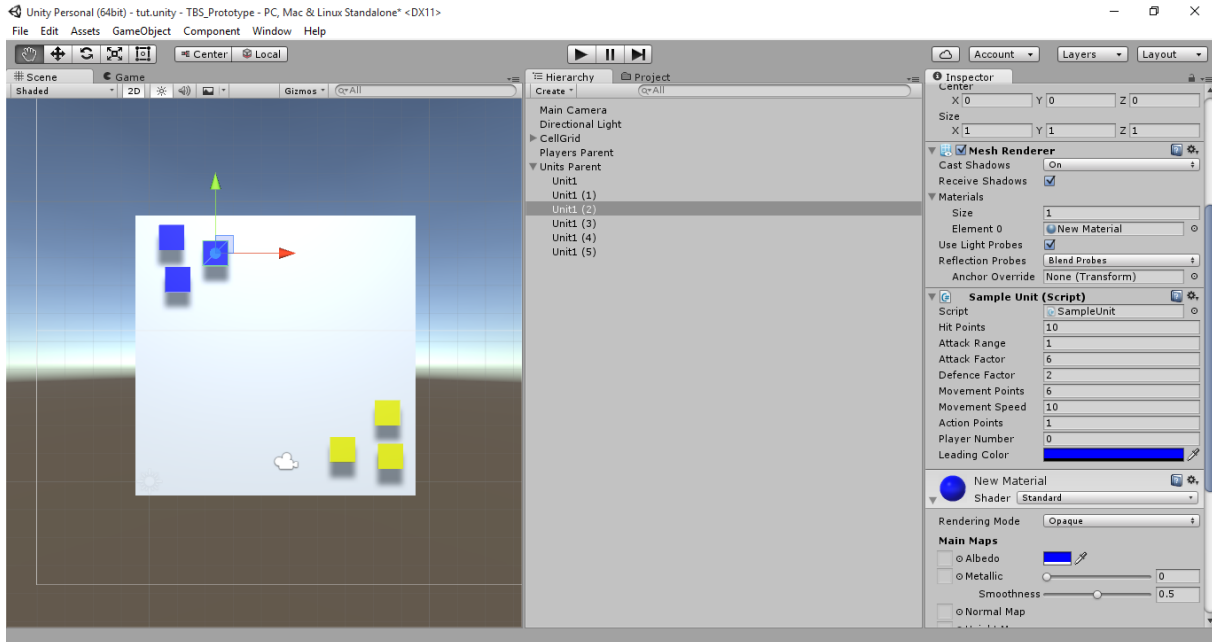 Unity Personal (64bit) - tut.unity - TBS_Prototype - PC, Mac & Linux Standalone* <DX11>
File Edit Assets GameObject Component Window Help
Center Local Account Layers Layout
Scene Game
Shaded 2D Gizmos All
Hierarchy Project
Create All
Main Camera
Directional Light
CellGrid
Players Parent
Units Parent
Unit1
Unit1 (1)
Unit1 (2)
Unit1 (3)
Unit1 (4)
Unit1 (5)
Inspector
Center
X 0 Y 0 Z 0
Size
X 1 Y 1 Z 1
Mesh Renderer
Cast Shadows On
Receive Shadows
Materials
Size 1
Element 0 New Material
Use Light Probes
Reflection Probes Blend Probes
Anchor Override None (Transform)
Sample Unit (Script)
Script SampleUnit
Hit Points 10
Attack Range 1
Attack Factor 6
Defence Factor 2
Movement Points 6
Movement Speed 10
Action Points 1
Player Number 0
Leading Color
New Material
Shader Standard
Rendering Mode Opaque
Main Maps
Albedo
Metallic 0
Smoothness 0.5
Normal Map